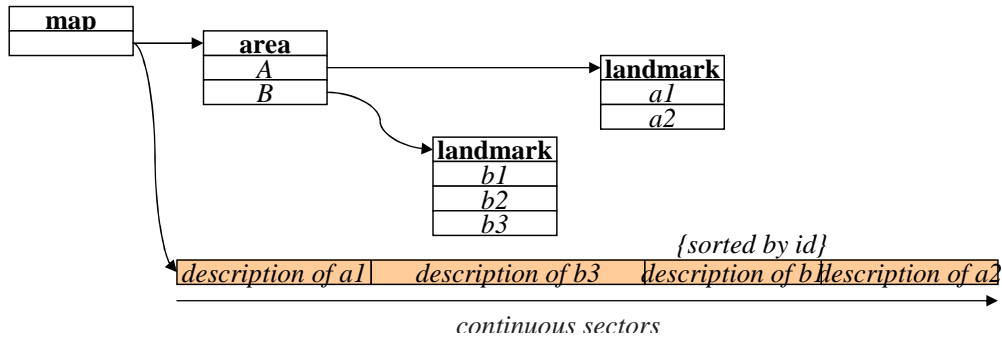 map
area
A
B
landmark
a1
a2
landmark
b1
b2
b3
{sorted by id}
description of a1 description of b3 description of b1 description of a2
continuous sectors